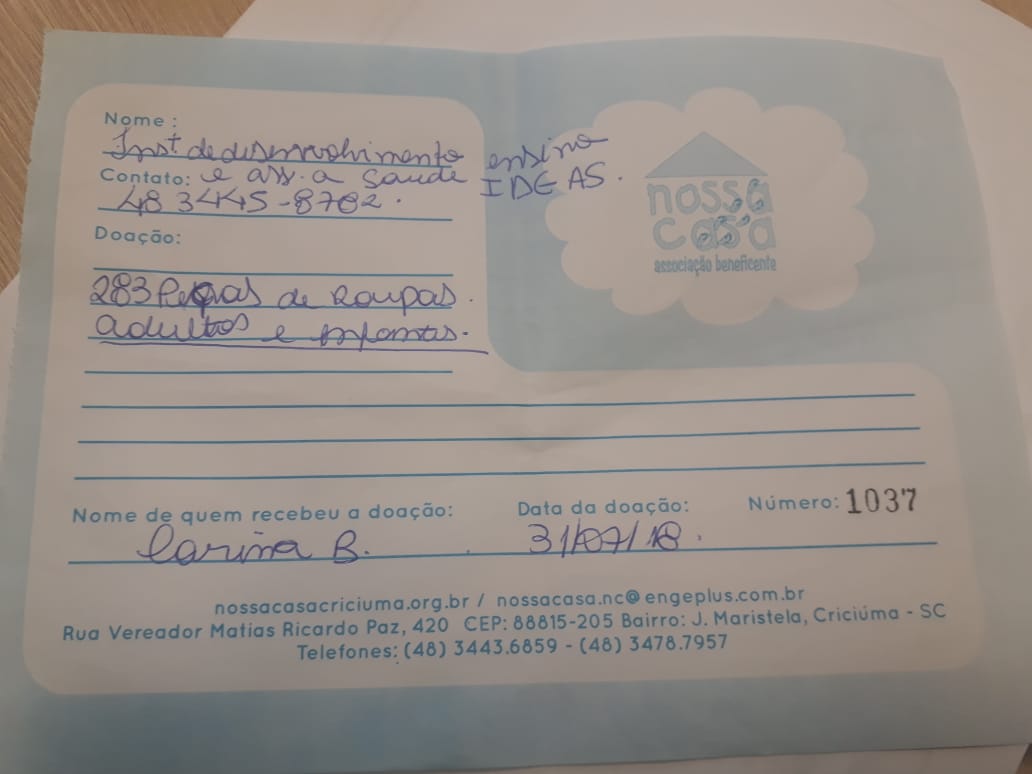 Nome :
Inst de desenvolvimento ensino
Contato: e ass. a saude IDEAS.
48 3445-8702.
Doação:
283 Peças de Roupas.
adultos e infantis.
nossa
casa
associação beneficente
Nome de quem recebeu a doação:
Data da doação:
Número: 1037
Carina B.
31/07/18.
nossacasacriciuma.org.br / nossacasa.nc@engeplus.com.br
Rua Vereador Matias Ricardo Paz, 420 CEP: 88815-205 Bairro: J. Maristela, Criciúma - SC
Telefones: (48) 3443.6859 - (48) 3478.7957